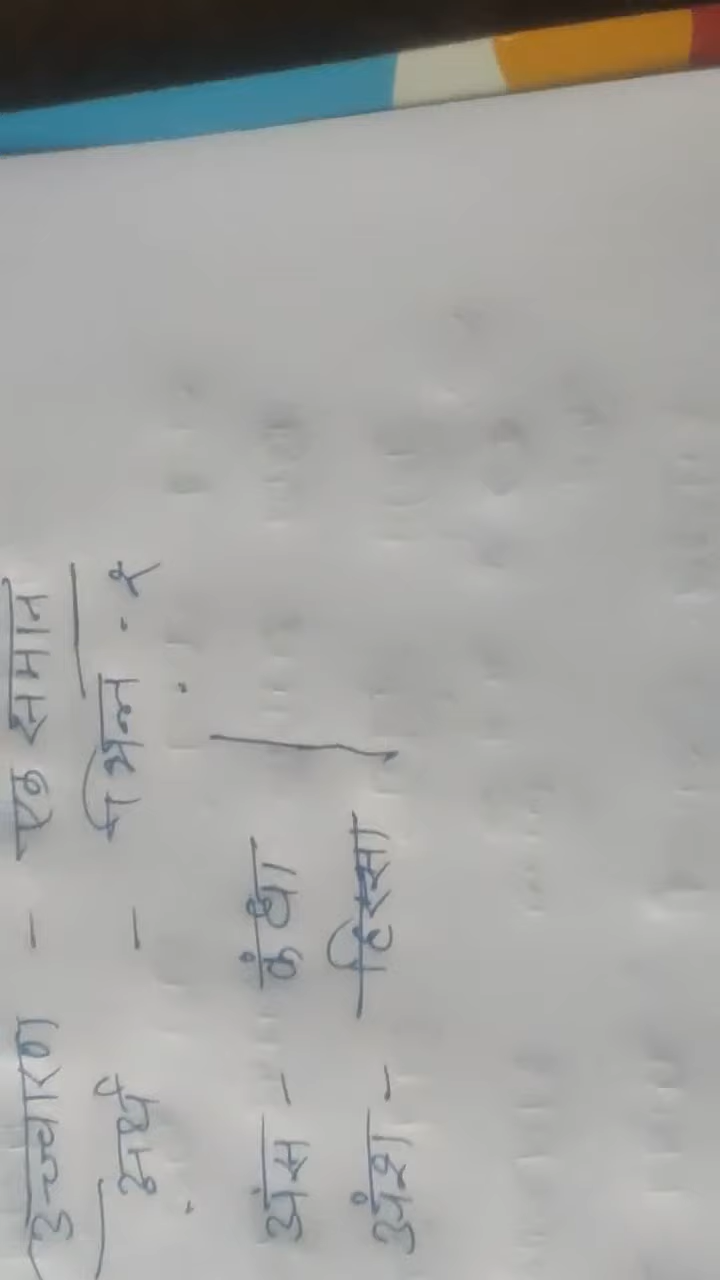 उच्चारण - एक समान
अर्थ - भिन्न - २
अंस - कंधा
अंश - हिस्सा